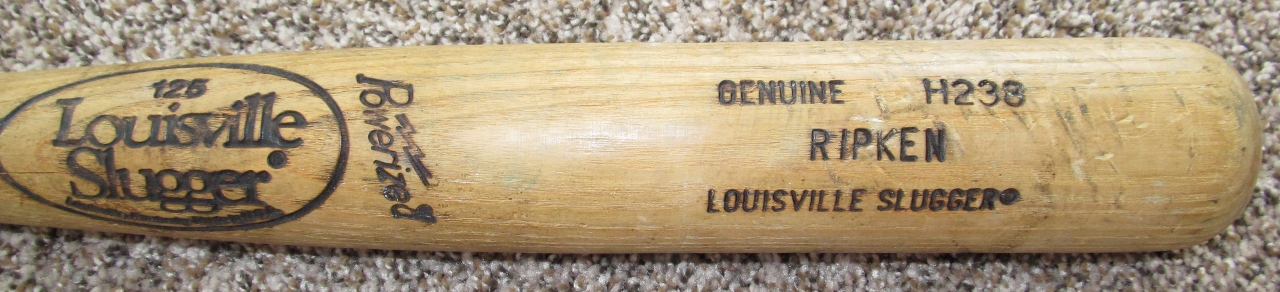 125
Louisville
Slugger
Powerized
GENUINE H238
RIPKEN
LOUISVILLE SLUGGER®